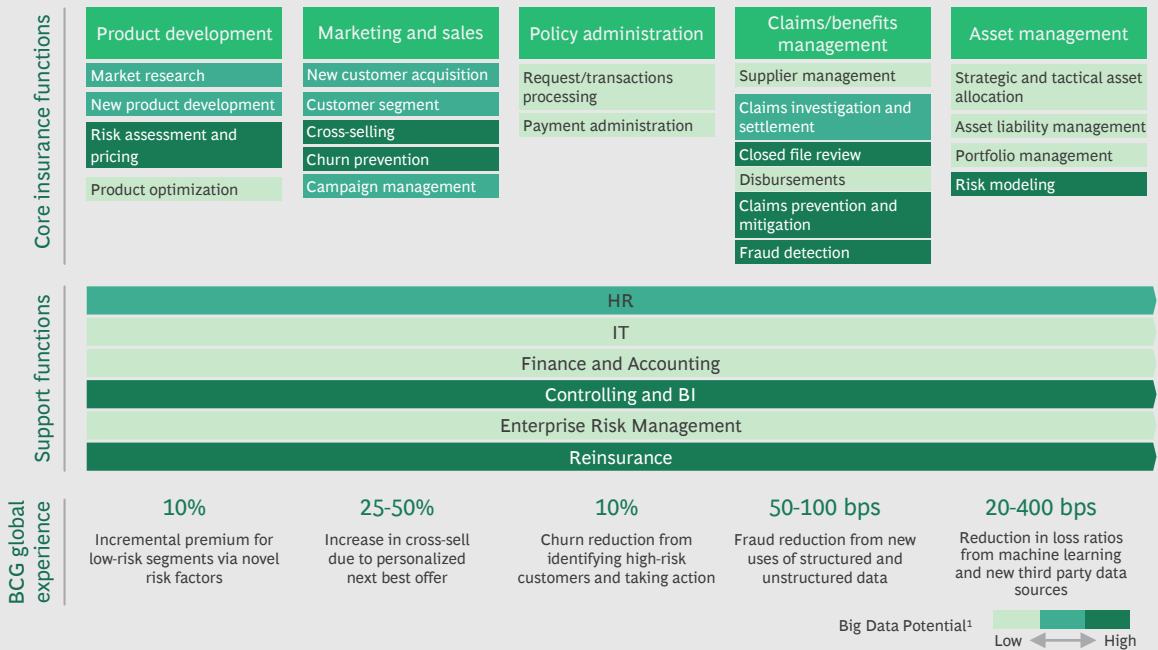 Core insurance functions
Product development
Market research
New product development
Risk assessment and
pricing
Product optimization
Marketing and sales
New customer acquisition
Customer segment
Cross-selling
Churn prevention
Campaign management
Policy administration
Request/transactions
processing
Payment administration
Claims/benefits
management
Supplier management
Claims investigation and
settlement
Closed file review
Disbursements
Claims prevention and
mitigation
Fraud detection
Asset management
Strategic and tactical asset
allocation
Asset liability management
Portfolio management
Risk modeling
Support functions
HR
IT
Finance and Accounting
Controlling and BI
Enterprise Risk Management
Reinsurance
BCG global
experience
10%
Incremental premium for
low-risk segments via novel
risk factors
25-50%
Increase in cross-sell
due to personalized
next best offer
10%
Churn reduction from
identifying high-risk
customers and taking action
50-100 bps
Fraud reduction from new
uses of structured and
unstructured data
20-400 bps
Reduction in loss ratios
from machine learning
and new third party data
sources
Big Data Potential¹
Low High